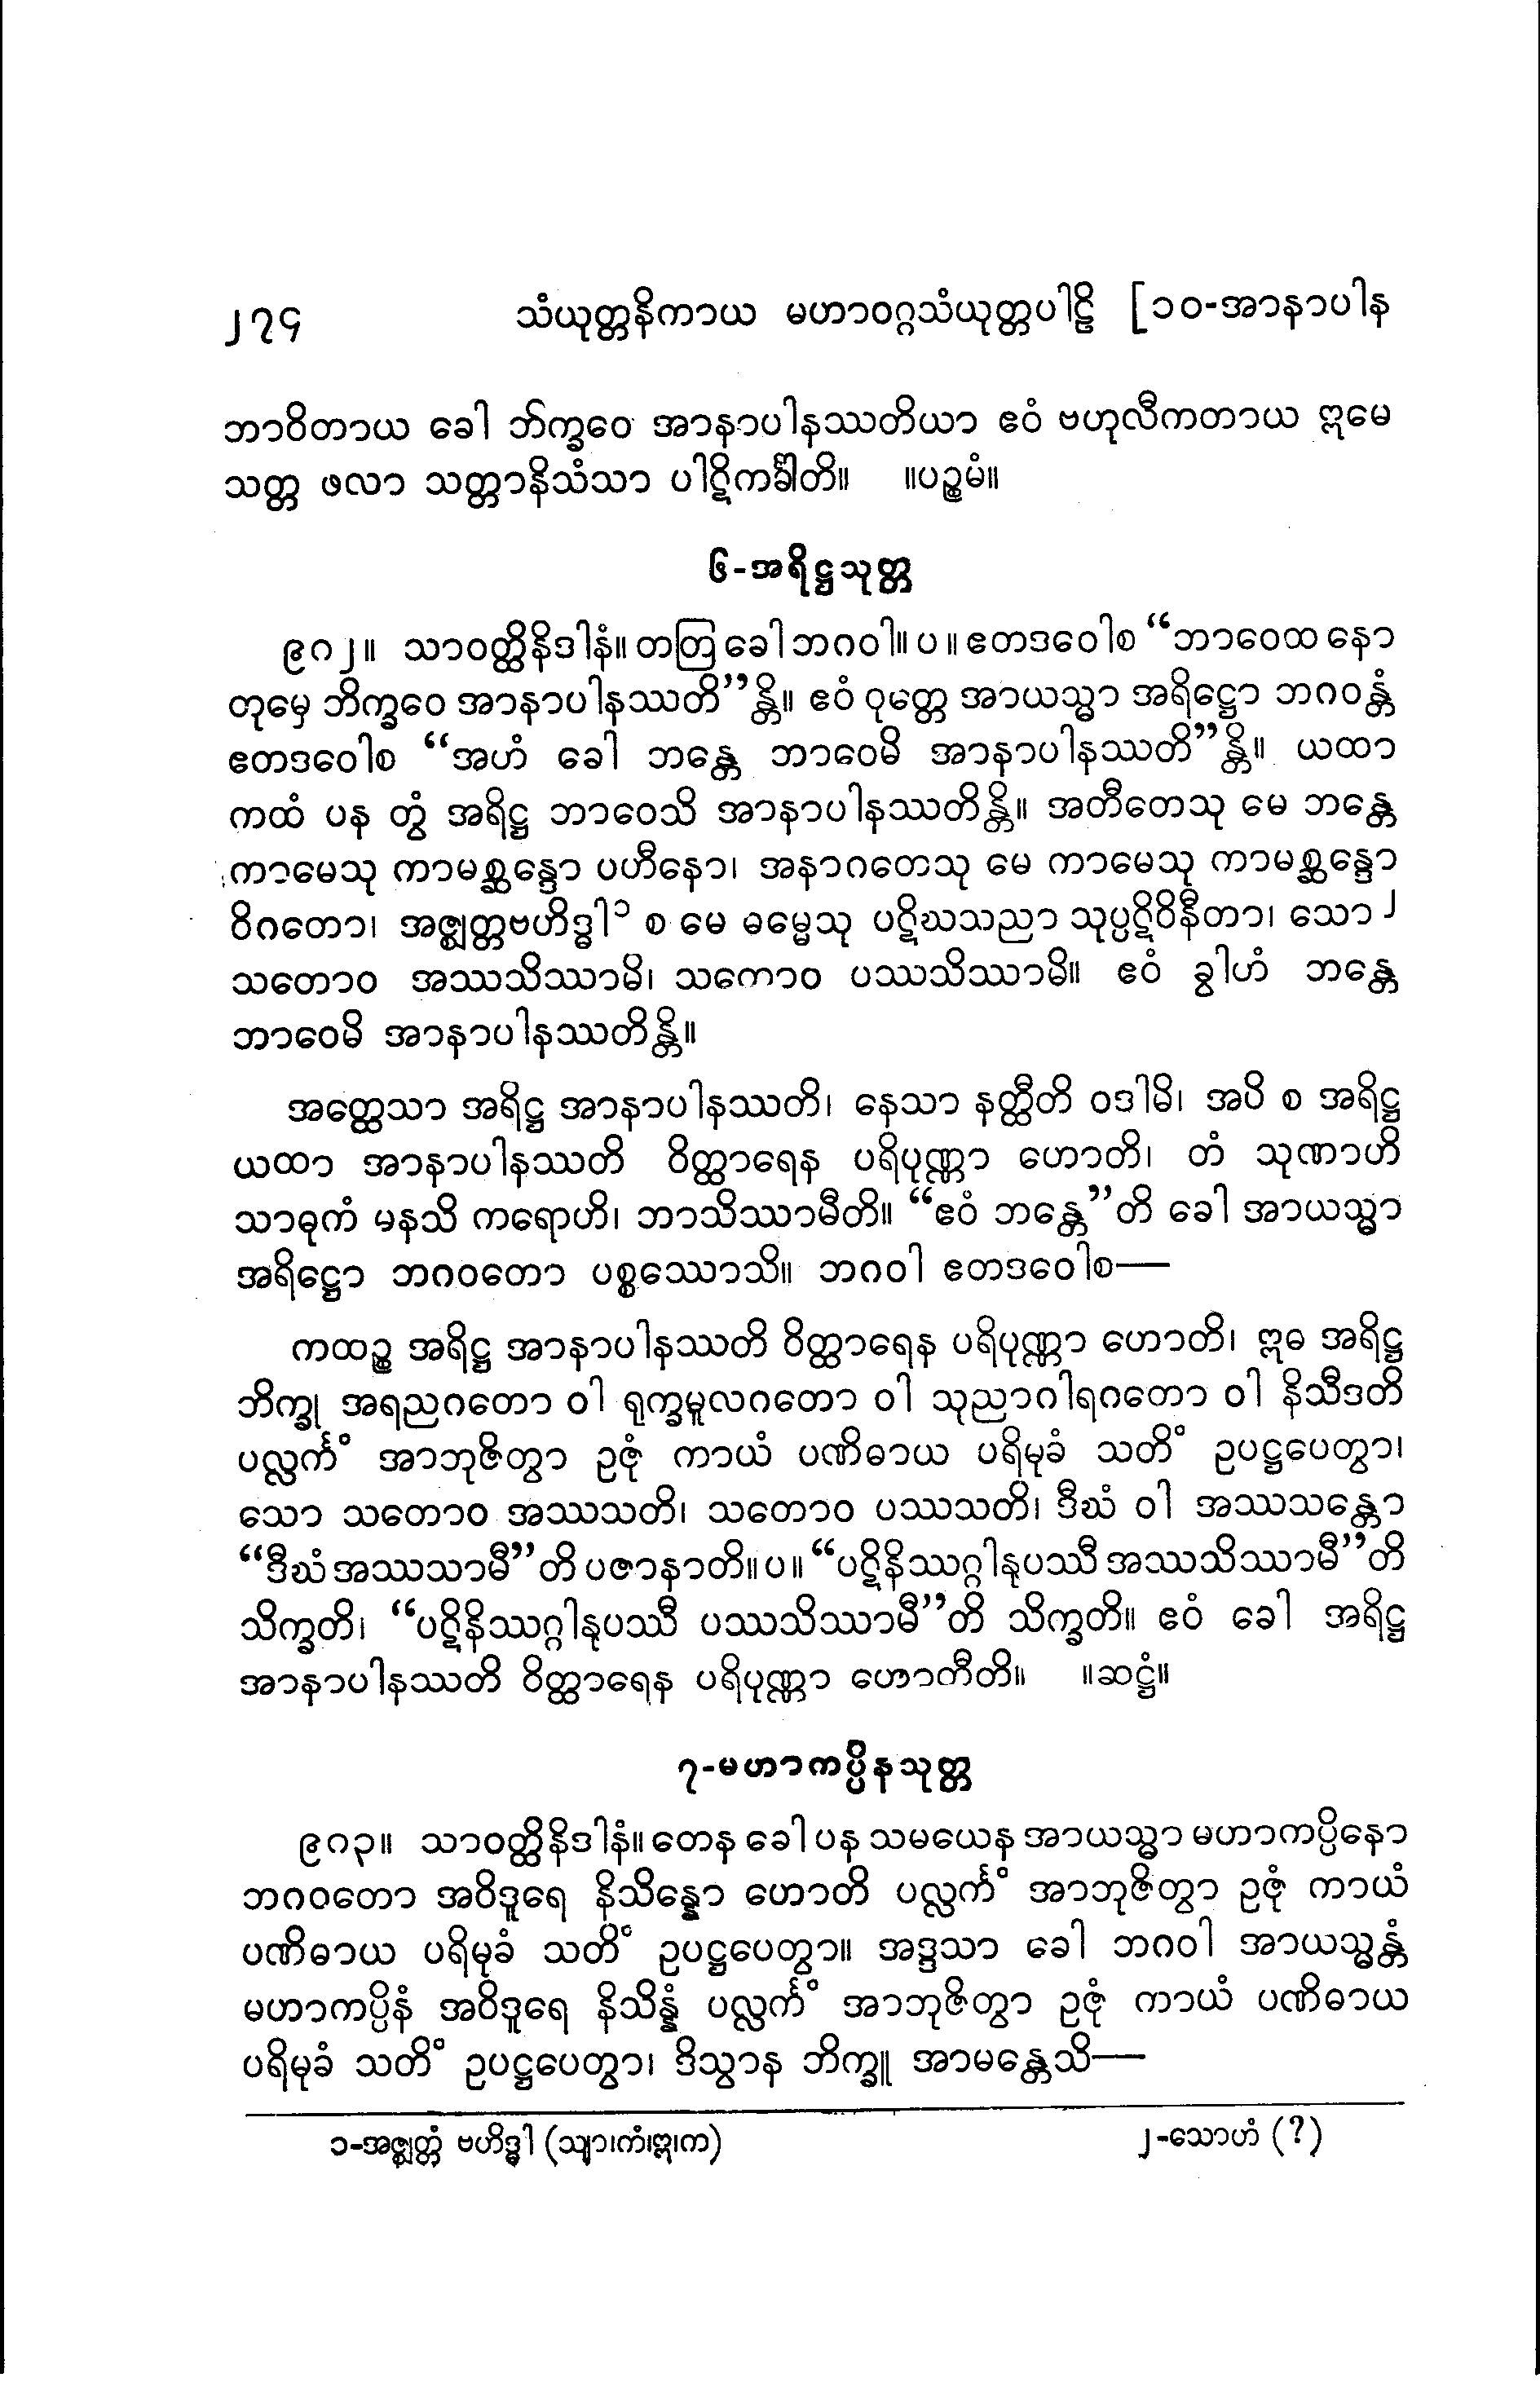 ၂၇၄ သံယုတ္တနိကာယ မဟာဝဂ္ဂသံယုတ္တပါဠိ [၁၀-အာနာပါန
ဘာဝိတာယ ခေါ ဘိက္ခဝေ အာနာပါနဿတိယာ ဧဝံ ဗဟုလီကတာယ ဣမေ
သတ္တ ဖလာ သတ္တာနိသံသာ ပါဋိကင်္ခါတိ။ ။ပဉ္စမံ။
၆-အရိဋ္ဌသုတ္တ
၉၈၂။ သာဝတ္ထိနိဒါနံ။ တတြ ခေါ ဘဂဝါ။ ပ ။ ဧတဒဝေါစ “ဘာဝေထ နော
တုမှေ ဘိက္ခဝေ အာနာပါနဿတိ”န္တိ။ ဧဝံ ဝုတ္တေ အာယသ္မာ အရိဋ္ဌော ဘဂဝန္တံ
ဧတဒဝေါစ “အဟံ ခေါ ဘန္တေ ဘာဝေမိ အာနာပါနဿတိ”န္တိ။ ယထာ
ကထံ ပန တွံ အရိဋ္ဌ ဘာဝေသိ အာနာပါနဿတိန္တိ။ အတီတေသု မေ ဘန္တေ
ကာမေသု ကာမစ္ဆန္ဒော ပဟီနော၊ အနာဂတေသု မေ ကာမေသု ကာမစ္ဆန္ဒော
ဝိဂတော၊ အဇ္ဈတ္တဗဟိဒ္ဓါ ၁ စ မေ ဓမ္မေသု ပဋိဃသညာ သုပ္ပဋိဝိနီတာ၊ သော ၂
သတောဝ အဿသိဿာမိ၊ သတောဝ ပဿသိဿာမိ။ ဧဝံ ခွါဟံ ဘန္တေ
ဘာဝေမိ အာနာပါနဿတိန္တိ။
အတ္ထေသာ အရိဋ္ဌ အာနာပါနဿတိ၊ နေသာ နတ္ထီတိ ဝဒါမိ၊ အပိ စ အရိဋ္ဌ
ယထာ အာနာပါနဿတိ ဝိတ္ထာရေန ပရိပုဏ္ဏာ ဟောတိ၊ တံ သုဏာဟိ
သာဓုကံ မနသိ ကရောဟိ၊ ဘာသိဿာမီတိ။ “ဧဝံ ဘန္တေ”တိ ခေါ အာယသ္မာ
အရိဋ္ဌော ဘဂဝတော ပစ္စဿောသိ။ ဘဂဝါ ဧတဒဝေါစ—
ကထဉ္စ အရိဋ္ဌ အာနာပါနဿတိ ဝိတ္ထာရေန ပရိပုဏ္ဏာ ဟောတိ၊ ဣဓ အရိဋ္ဌ
ဘိက္ခု အရညဂတော ဝါ ရုက္ခမူလဂတော ဝါ သုညာဂါရဂတော ဝါ နိသီဒတိ
ပလ္လင်္ကံ အာဘုဇိတွာ ဥဇုံ ကာယံ ပဏိဓာယ ပရိမုခံ သတိံ ဥပဋ္ဌပေတွာ၊
သော သတောဝ အဿသတိ၊ သတောဝ ပဿသတိ၊ ဒီဃံ ဝါ အဿသန္တော
“ဒီဃံ အဿသာမီ”တိ ပဇာနာတိ။ ပ ။ “ပဋိနိဿဂ္ဂါနုပဿီ အဿသိဿာမီ”တိ
သိက္ခတိ၊ “ပဋိနိဿဂ္ဂါနုပဿီ ပဿသိဿာမီ”တိ သိက္ခတိ။ ဧဝံ ခေါ အရိဋ္ဌ
အာနာပါနဿတိ ဝိတ္ထာရေန ပရိပုဏ္ဏာ ဟောတီတိ။ ။ဆဋ္ဌံ။
၇-မဟာကပ္ပိနသုတ္တ
၉၈၃။ သာဝတ္ထိနိဒါနံ။ တေန ခေါ ပန သမယေန အာယသ္မာ မဟာကပ္ပိနော
ဘဂဝတော အဝိဒူရေ နိသိန္နော ဟောတိ ပလ္လင်္ကံ အာဘုဇိတွာ ဥဇုံ ကာယံ
ပဏိဓာယ ပရိမုခံ သတိံ ဥပဋ္ဌပေတွာ။ အဒ္ဒသာ ခေါ ဘဂဝါ အာယသ္မန္တံ
မဟာကပ္ပိနံ အဝိဒူရေ နိသိန္နံ ပလ္လင်္ကံ အာဘုဇိတွာ ဥဇုံ ကာယံ ပဏိဓာယ
ပရိမုခံ သတိံ ဥပဋ္ဌပေတွာ၊ ဒိသွာန ဘိက္ခူ အာမန္တေသိ—
၁-အဇ္ဈတ္တံ ဗဟိဒ္ဓါ (သျာ၊ကံ၊ဣ၊က) ၂-သောဟံ (?)